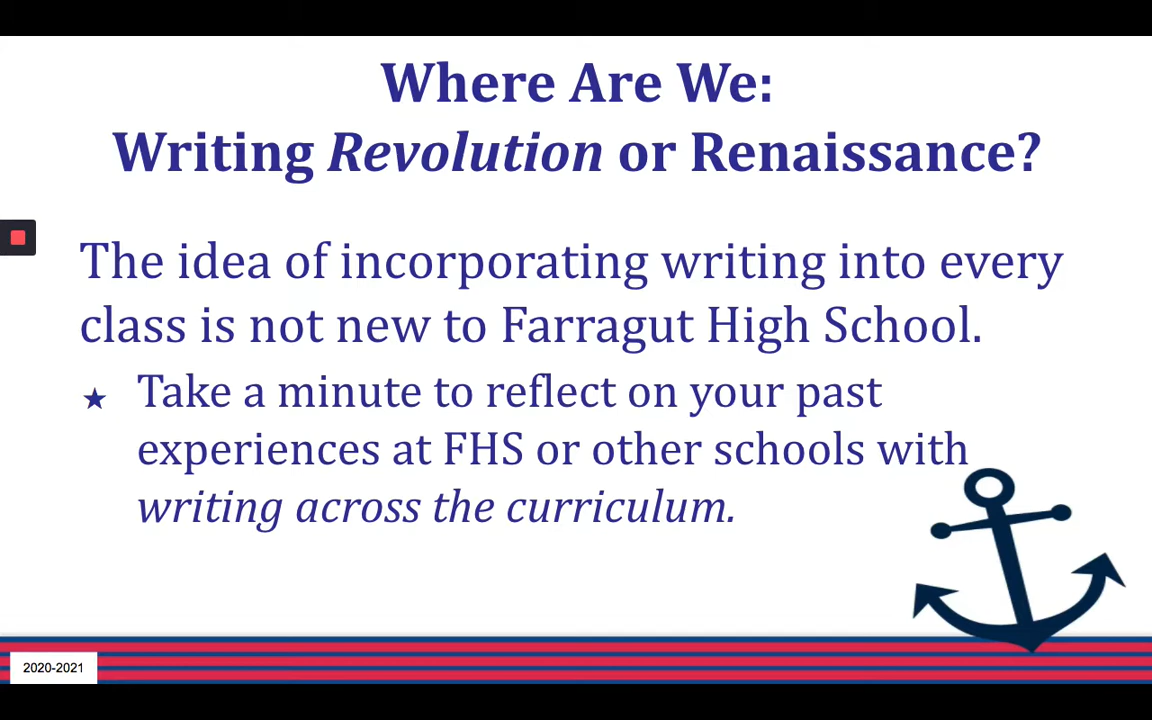 Where Are We:
Writing Revolution or Renaissance?
The idea of incorporating writing into every
class is not new to Farragut High School.
Take a minute to reflect on your past
experiences at FHS or other schools with
writing across the curriculum.
2020-2021